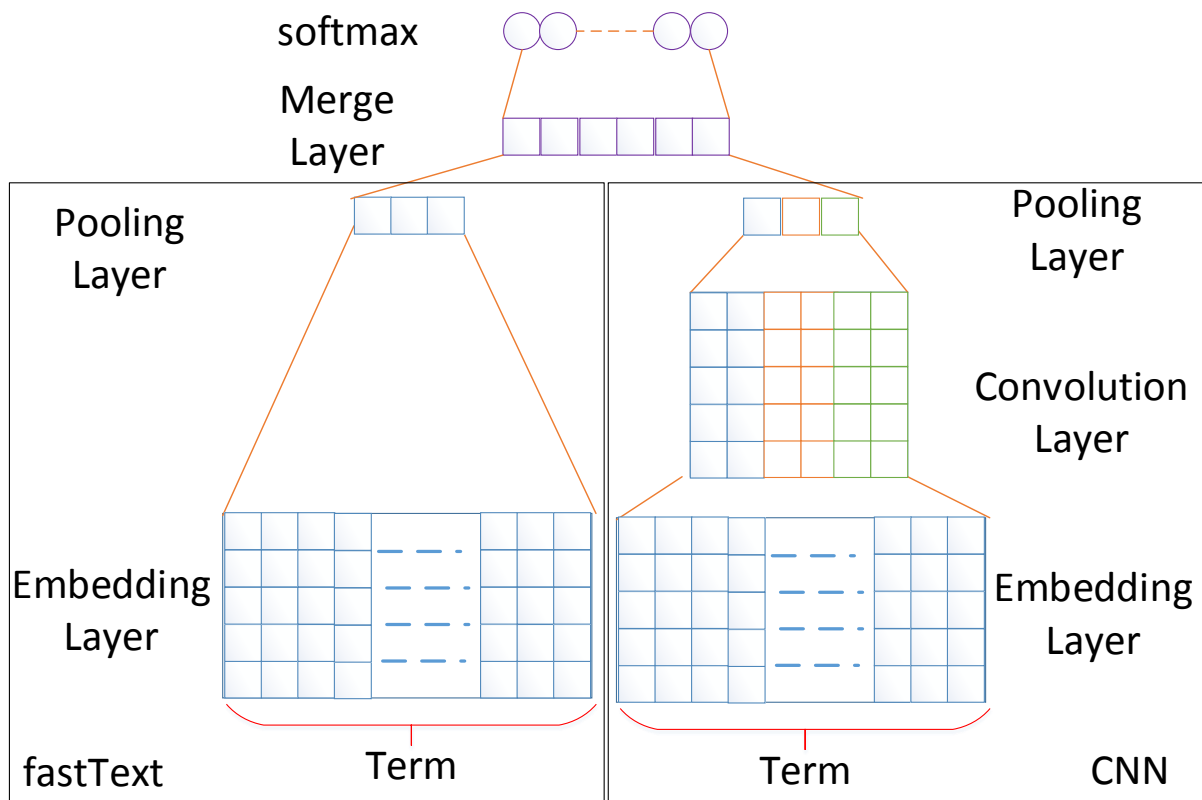 softmax
Merge
Layer
Pooling
Layer
Pooling
Layer
Convolution
Layer
Embedding
Layer
Embedding
Layer
Term
fastText
Term
CNN